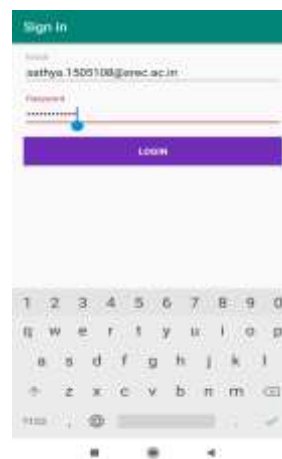 Sign in
Email
sathya.1505108@srec.ac.in
Password
••••••••••••
LOGIN
1 2 3 4 5 6 7 8 9 0
q w e r t y u i o p
a s d f g h j k l
z x c v b n m
?123 , .